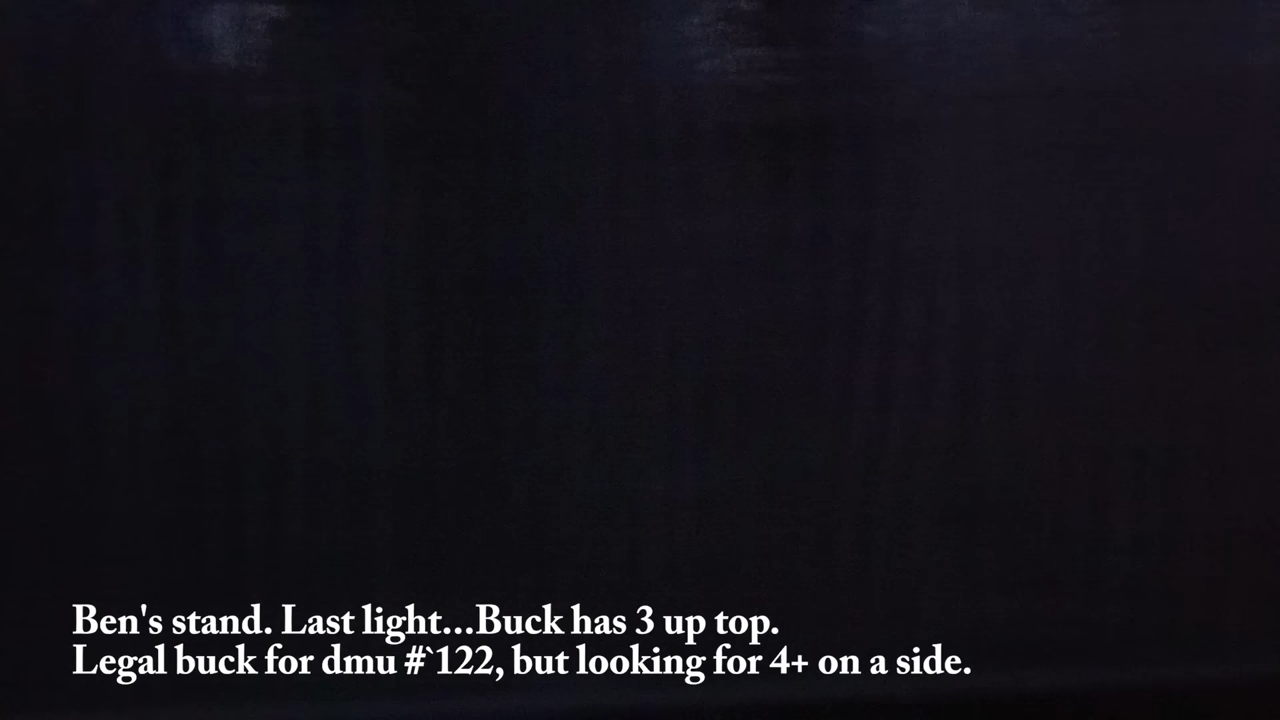 Ben's stand. Last light...Buck has 3 up top.
Legal buck for dmu #`122, but looking for 4+ on a side.